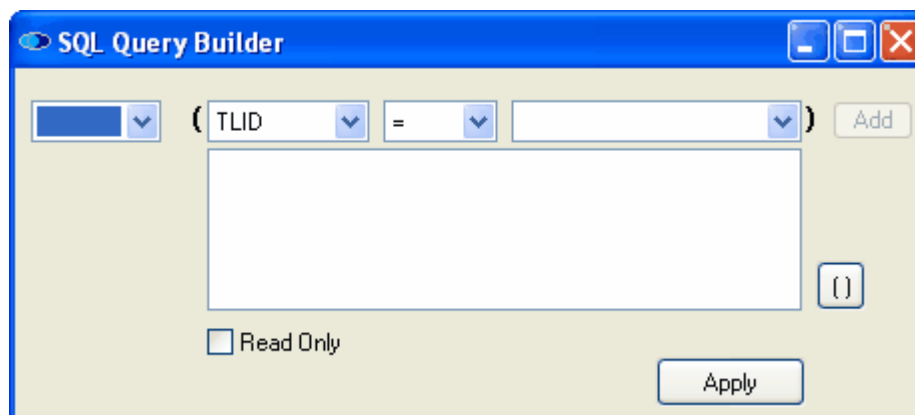 SQL Query Builder
( TLID = ) Add
()
Read Only
Apply